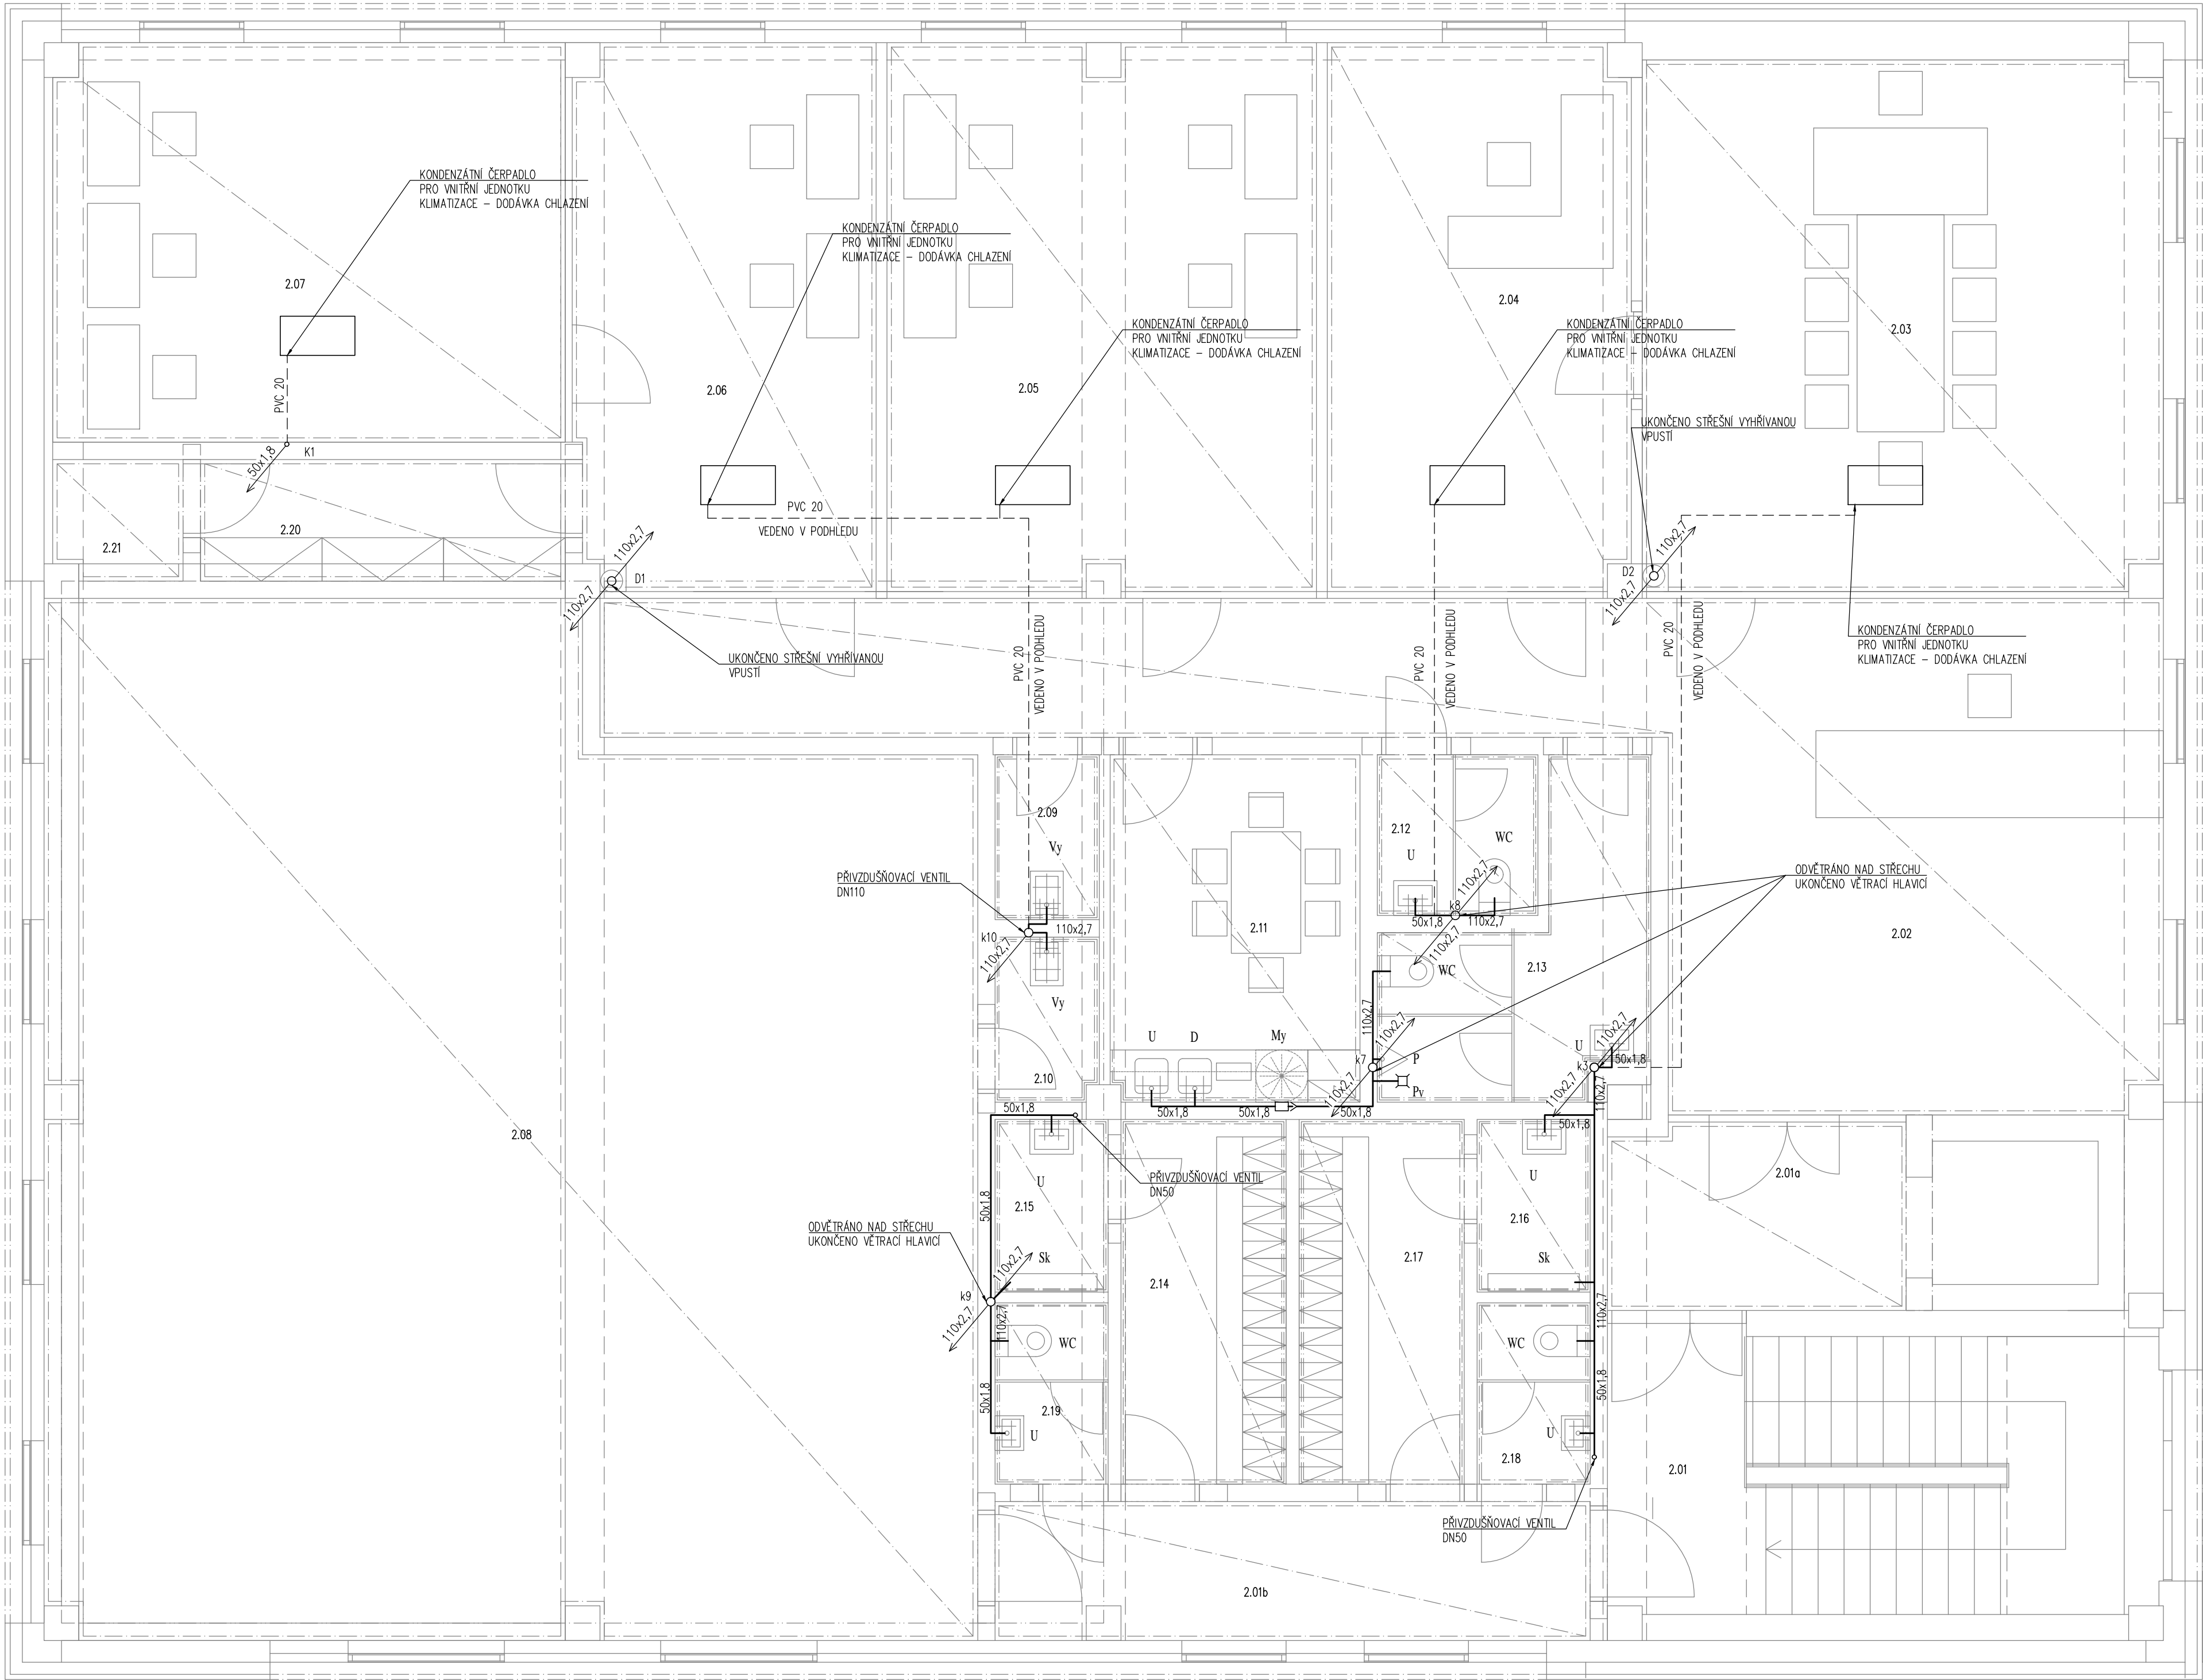 KONDENZÁTNÍ ČERPADLO
PRO VNITŘNÍ JEDNOTKU
KLIMATIZACE – DODÁVKA CHLAZENÍ
2.07
PVC 20
K1
50x1,8
2.20
2.21
KONDENZÁTNÍ ČERPADLO
PRO VNITŘNÍ JEDNOTKU
KLIMATIZACE – DODÁVKA CHLAZENÍ
2.06
PVC 20
VEDENO V PODHLEDU
110x2,7
D1
110x2,7
UKONČENO STŘEŠNÍ VYHŘÍVANOU
VPUSTÍ
KONDENZÁTNÍ ČERPADLO
PRO VNITŘNÍ JEDNOTKU
KLIMATIZACE – DODÁVKA CHLAZENÍ
2.05
PVC 20
VEDENO V PODHLEDU
KONDENZÁTNÍ ČERPADLO
PRO VNITŘNÍ JEDNOTKU
KLIMATIZACE – DODÁVKA CHLAZENÍ
2.04
PVC 20
VEDENO V PODHLEDU
UKONČENO STŘEŠNÍ VYHŘÍVANOU
VPUSTÍ
110x2,7
D2
110x2,7
2.03
PVC 20
VEDENO V PODHLEDU
KONDENZÁTNÍ ČERPADLO
PRO VNITŘNÍ JEDNOTKU
KLIMATIZACE – DODÁVKA CHLAZENÍ
2.09
Vy
PŘIVZDUŠŇOVACÍ VENTIL
DN110
k10
110x2,7
110x2,7
Vy
2.10
2.11
U
D
My
50x1,8
50x1,8
50x1,8
2.12
U
WC
110x2,7
k8
50x1,8
110x2,7
110x2,7
WC
2.13
110x2,7
110x2,7
k7
P
Pv
110x2,7
ODVĚTRÁNO NAD STŘECHU
UKONČENO VĚTRACÍ HLAVICÍ
2.02
U
110x2,7
50x1,8
k3
110x2,7
110x2,7
50x1,8
2.08
50x1,8
PŘIVZDUŠŇOVACÍ VENTIL
DN50
U
2.15
50x1,8
ODVĚTRÁNO NAD STŘECHU
UKONČENO VĚTRACÍ HLAVICÍ
110x2,7
Sk
k9
110x2,7
110x2,7
WC
50x1,8
2.19
U
2.14
2.17
U
2.16
Sk
110x2,7
WC
50x1,8
U
2.18
2.01a
2.01
PŘIVZDUŠŇOVACÍ VENTIL
DN50
2.01b